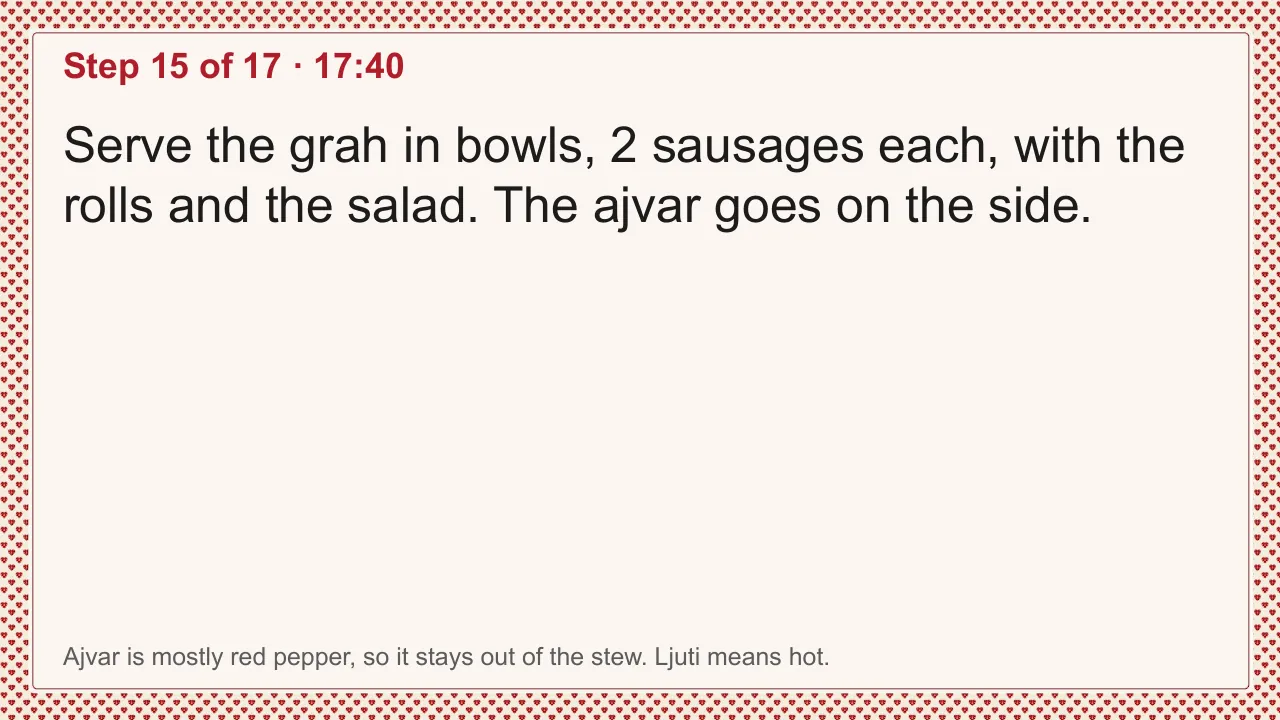 Step 15 of 17 · 17:40
Serve the grah in bowls, 2 sausages each, with the
rolls and the salad. The ajvar goes on the side.
Ajvar is mostly red pepper, so it stays out of the stew. Ljuti means hot.